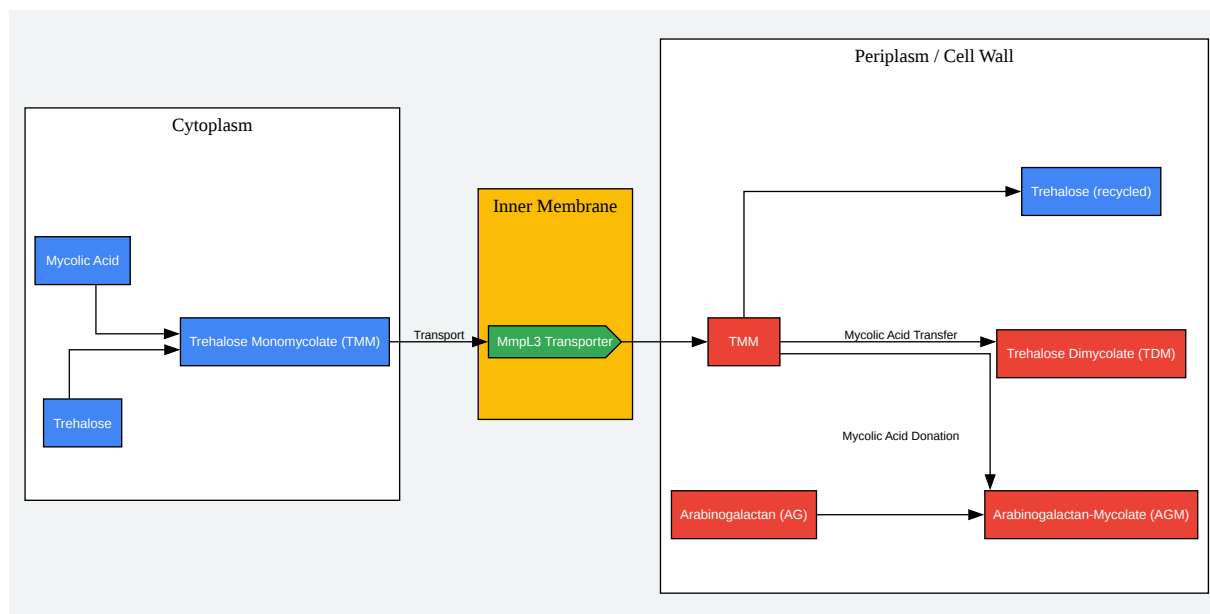 Cytoplasm
Mycolic Acid
Trehalose Monomycolate (TMM)
Trehalose
Transport
Inner Membrane
MmpL3 Transporter
Periplasm / Cell Wall
Trehalose (recycled)
TMM
Mycolic Acid Transfer
Trehalose Dimycolate (TDM)
Mycolic Acid Donation
Arabinogalactan (AG)
Arabinogalactan-Mycolate (AGM)